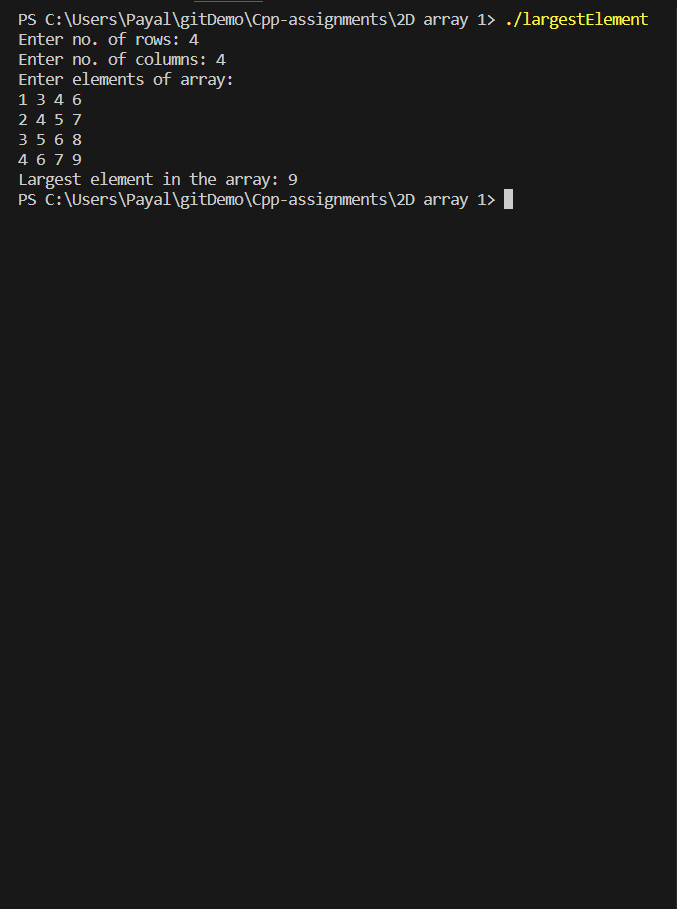 PS C:\Users\Payal\gitDemo\Cpp-assignments\2D array 1> ./largestElement
Enter no. of rows: 4
Enter no. of columns: 4
Enter elements of array:
1 3 4 6
2 4 5 7
3 5 6 8
4 6 7 9
Largest element in the array: 9
PS C:\Users\Payal\gitDemo\Cpp-assignments\2D array 1>